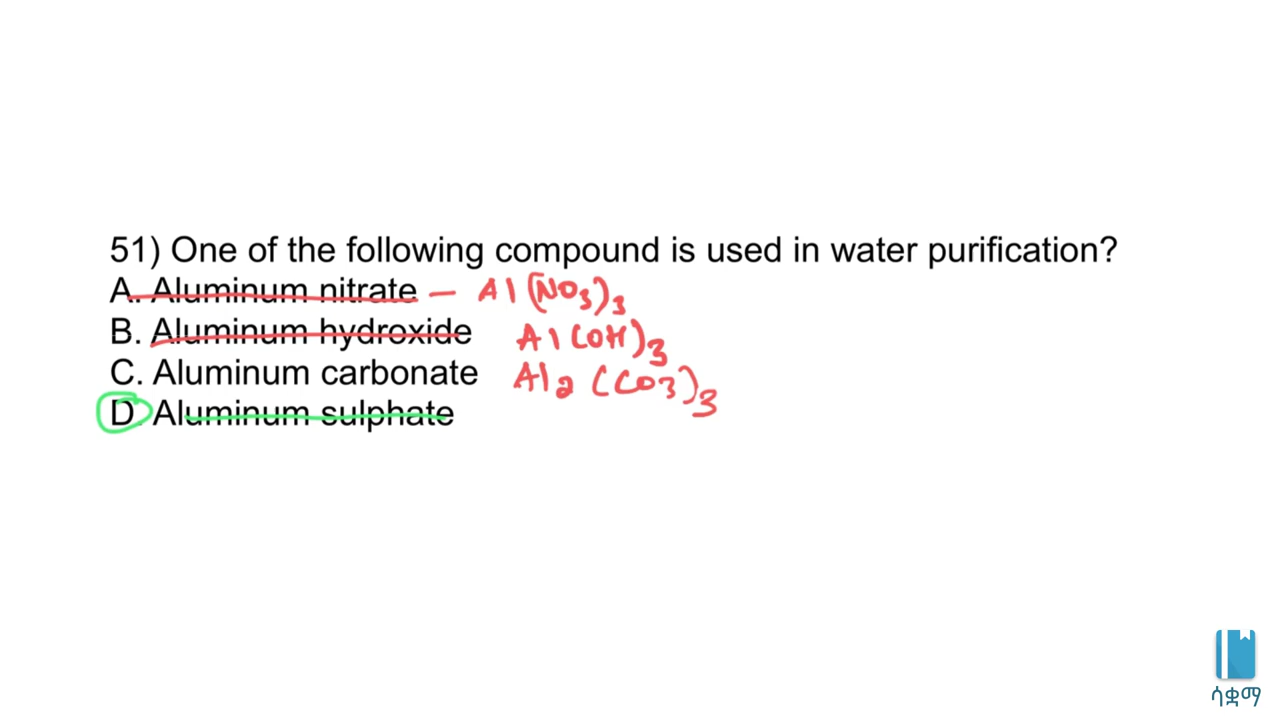 51) One of the following compound is used in water purification?
A. Aluminum nitrate — Al(NO3)3
B. Aluminum hydroxide Al(OH)3
C. Aluminum carbonate Al2(CO3)3
D. Aluminum sulphate
ሳቋማ